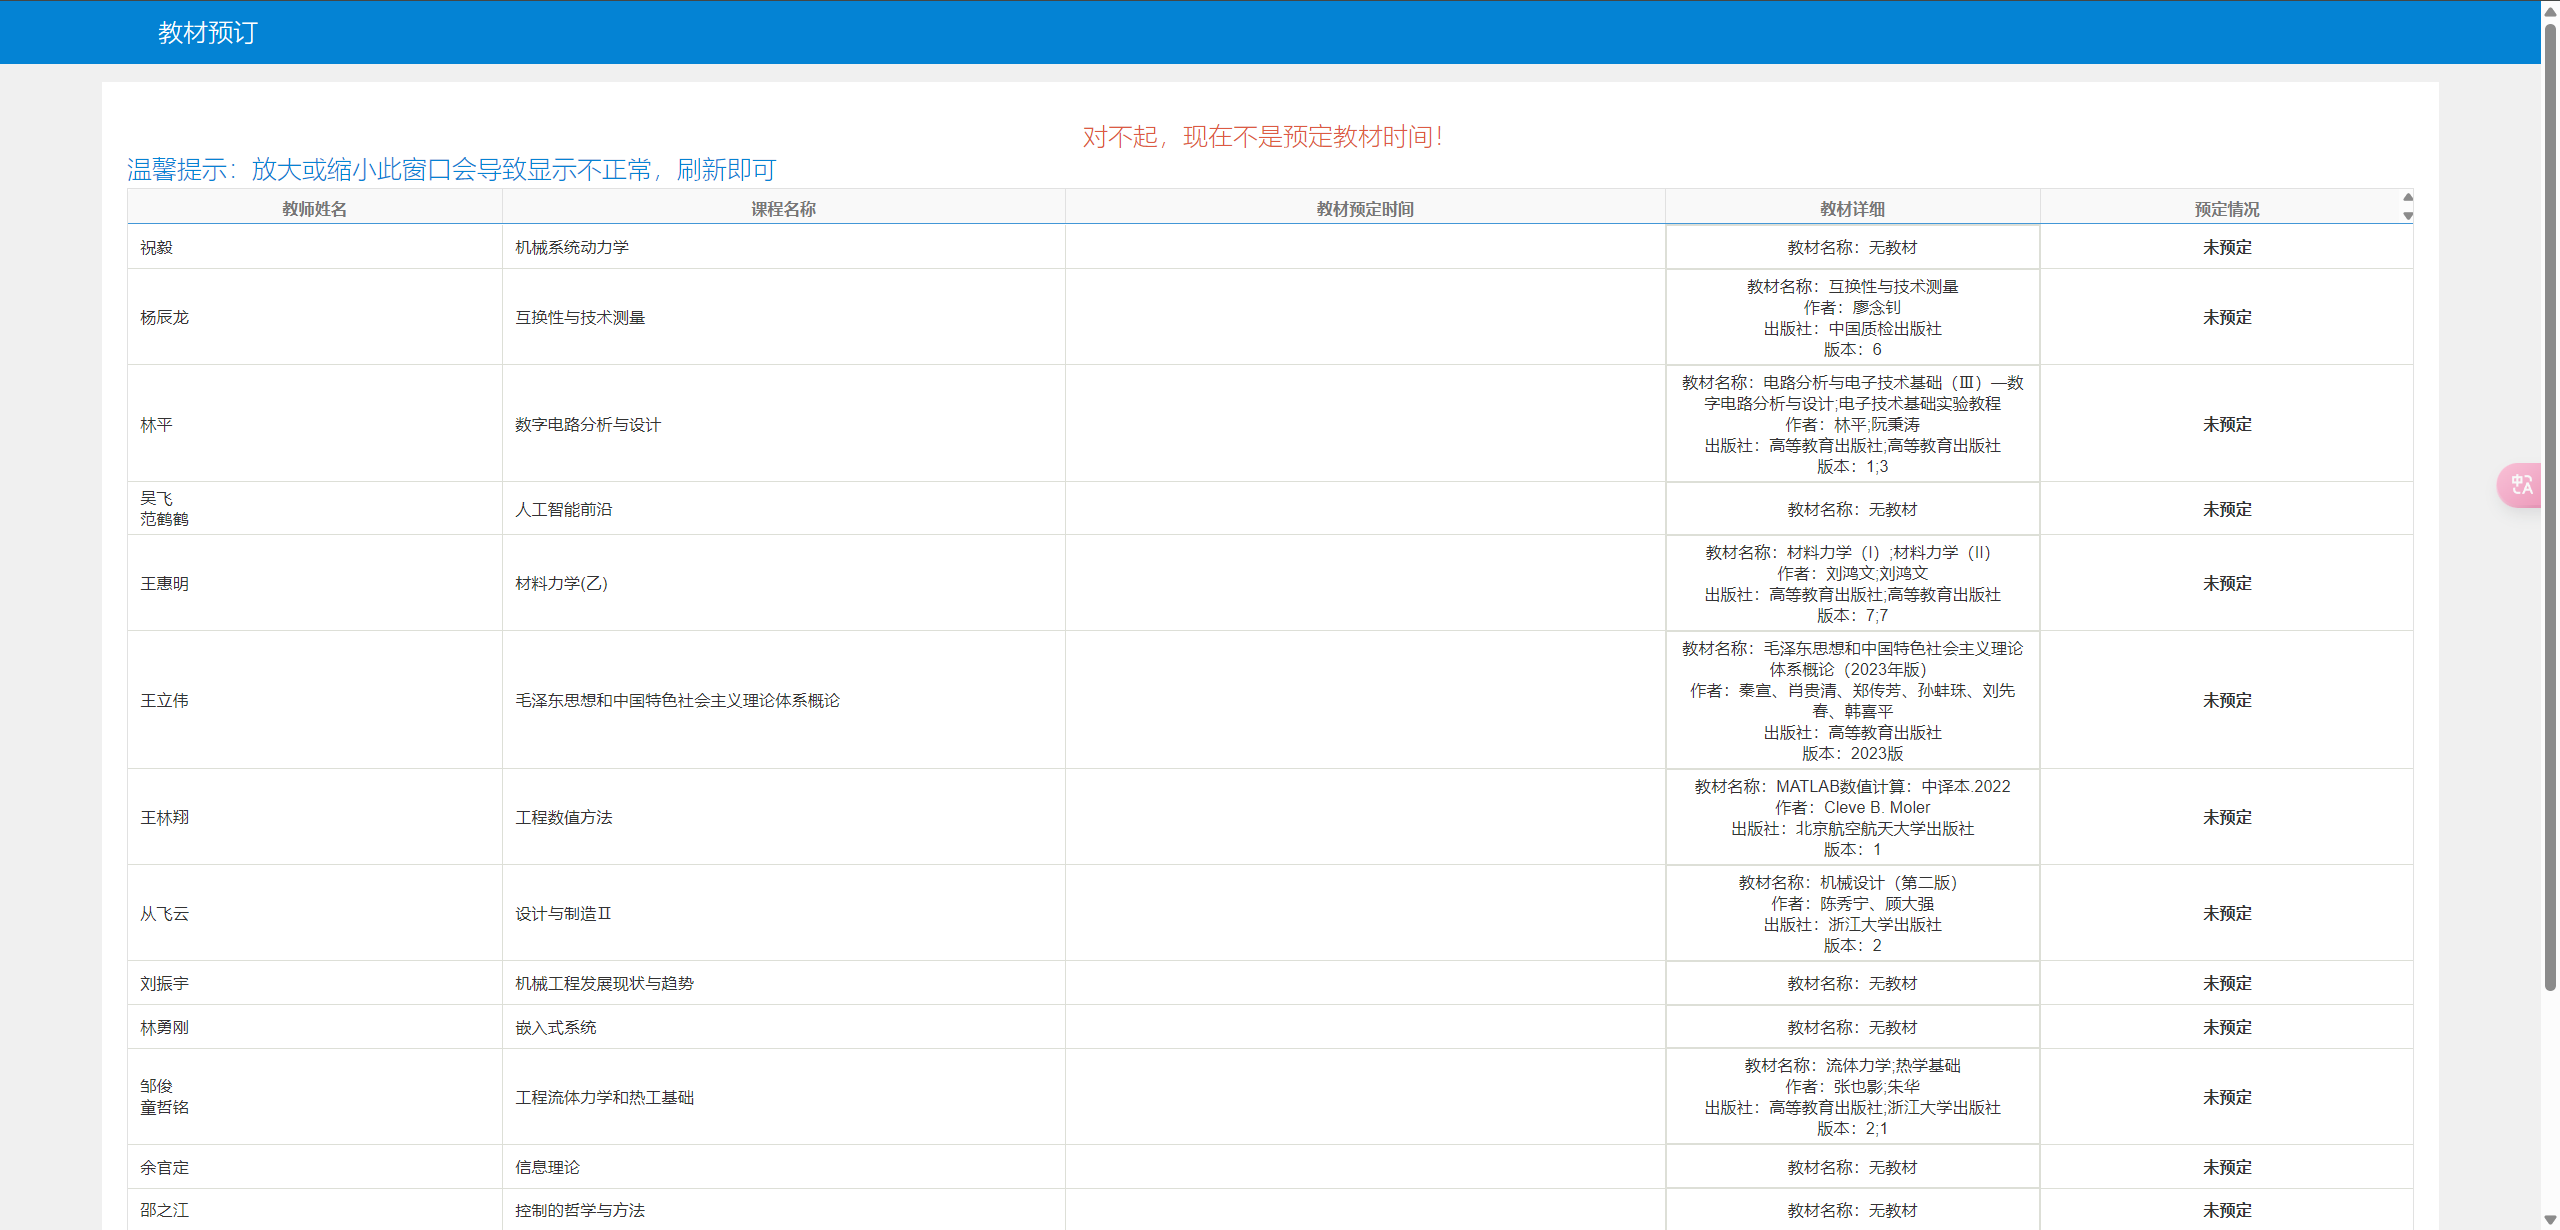 教材预订
对不起，现在不是预定教材时间！
温馨提示：放大或缩小此窗口会导致显示不正常，刷新即可
教师姓名 课程名称 教材预定时间 教材详细 预定情况
祝毅 机械系统动力学 教材名称：无教材 未预定
杨辰龙 互换性与技术测量 未预定
教材名称：互换性与技术测量
作者：廖念钊
出版社：中国质检出版社
版本：6
林平 数字电路分析与设计 未预定
教材名称：电路分析与电子技术基础（Ⅲ）—数
字电路分析与设计;电子技术基础实验教程
作者：林平;阮秉涛
出版社：高等教育出版社;高等教育出版社
版本：1;3
吴飞
范鹤鹤
人工智能前沿 教材名称：无教材 未预定
王惠明 材料力学(乙) 未预定
教材名称：材料力学（I）;材料力学（II）
作者：刘鸿文;刘鸿文
出版社：高等教育出版社;高等教育出版社
版本：7;7
王立伟 毛泽东思想和中国特色社会主义理论体系概论 未预定
教材名称：毛泽东思想和中国特色社会主义理论
体系概论（2023年版）
作者：秦宣、肖贵清、郑传芳、孙蚌珠、刘先
春、韩喜平
出版社：高等教育出版社
版本：2023版
王林翔 工程数值方法 未预定
教材名称：MATLAB数值计算：中译本.2022
作者：Cleve B. Moler
出版社：北京航空航天大学出版社
版本：1
从飞云 设计与制造Ⅱ 未预定
教材名称：机械设计（第二版）
作者：陈秀宁、顾大强
出版社：浙江大学出版社
版本：2
刘振宇 机械工程发展现状与趋势 教材名称：无教材 未预定
林勇刚 嵌入式系统 教材名称：无教材 未预定
邹俊
童哲铭
工程流体力学和热工基础 未预定
教材名称：流体力学;热学基础
作者：张也影;朱华
出版社：高等教育出版社;浙江大学出版社
版本：2;1
余官定 信息理论 教材名称：无教材 未预定
邵之江 控制的哲学与方法 教材名称：无教材 未预定